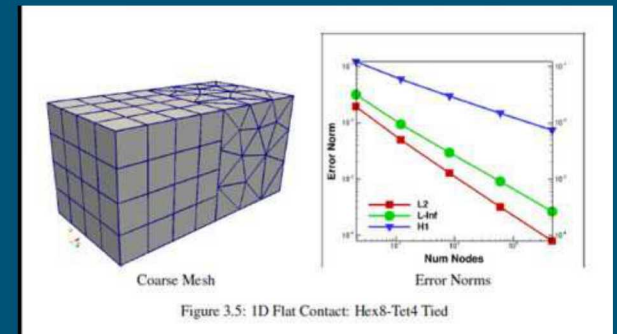 Error Norm
L2
L-Inf
H1
Num Nodes
Coarse Mesh
Error Norms
Figure 3.5: 1D Flat Contact: Hex8-Tet4 Tied